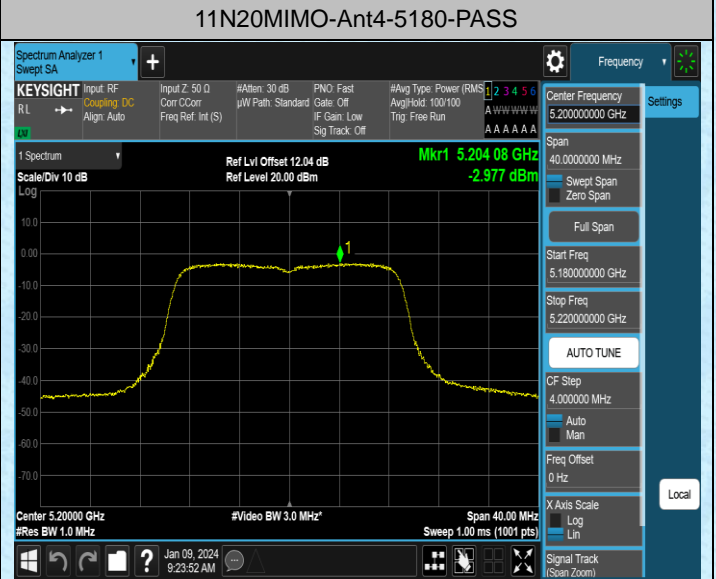 11N20MIMO-Ant4-5180-PASS
Spectrum Analyzer 1
Swept SA
Frequency
KEYSIGHT
RL
Input: RF
Coupling: DC
Align: Auto
Input Z: 50 Ω
Corr CCorr
Freq Ref: Int (S)
#Atten: 30 dB
µW Path: Standard
PNO: Fast
Gate: Off
IF Gain: Low
Sig Track: Off
#Avg Type: Power (RMS
Avg|Hold: 100/100
Trig: Free Run
1 2 3 4 5 6
A W W W W W
A A A A A A
1 Spectrum
Scale/Div 10 dB
Ref Lvl Offset 12.04 dB
Ref Level 20.00 dBm
Mkr1 5.204 08 GHz
-2.977 dBm
Log
10.0
0.00
-10.0
-20.0
-30.0
-40.0
-50.0
-60.0
-70.0
1
Center 5.20000 GHz
#Res BW 1.0 MHz
#Video BW 3.0 MHz*
Span 40.00 MHz
Sweep 1.00 ms (1001 pts)
Center Frequency
5.200000000 GHz
Settings
Span
40.0000000 MHz
Swept Span
Zero Span
Full Span
Start Freq
5.180000000 GHz
Stop Freq
5.220000000 GHz
AUTO TUNE
CF Step
4.000000 MHz
Auto
Man
Freq Offset
0 Hz
X Axis Scale
Log
Lin
Local
Signal Track
(Span Zoom)
?
Jan 09, 2024
9:23:52 AM